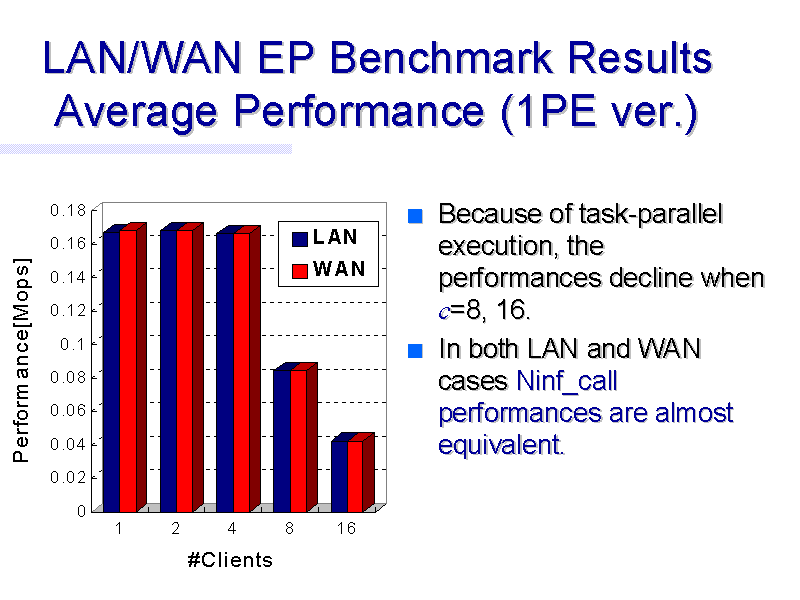 LAN/WAN EP Benchmark Results
Average Performance (1PE ver.)
Performance[Mops]
0.18
0.16
0.14
0.12
0.1
0.08
0.06
0.04
0.02
0
1 2 4 8 16
#Clients
LAN
WAN
Because of task-parallel
execution, the
performances decline when
c=8, 16.
In both LAN and WAN
cases Ninf_call
performances are almost
equivalent.